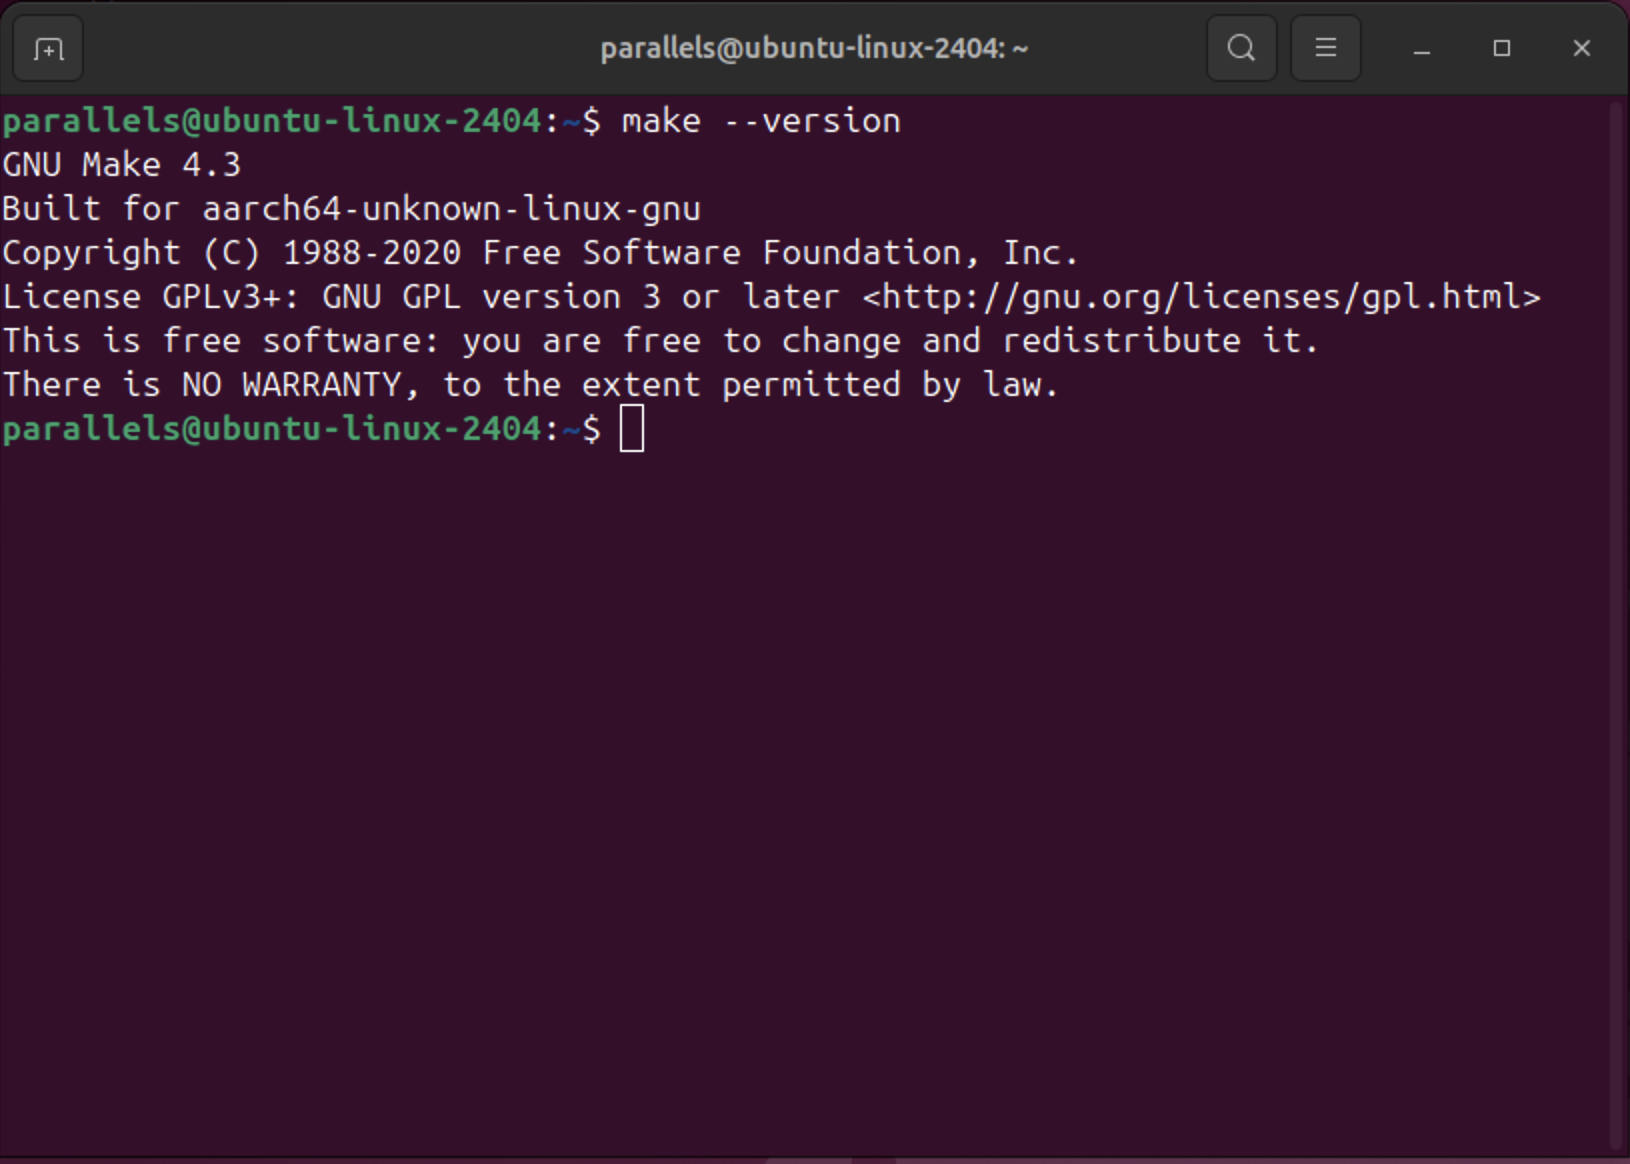 parallels@ubuntu-linux-2404: ~
parallels@ubuntu-linux-2404:~$ make --version
GNU Make 4.3
Built for aarch64-unknown-linux-gnu
Copyright (C) 1988-2020 Free Software Foundation, Inc.
License GPLv3+: GNU GPL version 3 or later <http://gnu.org/licenses/gpl.html>
This is free software: you are free to change and redistribute it.
There is NO WARRANTY, to the extent permitted by law.
parallels@ubuntu-linux-2404:~$